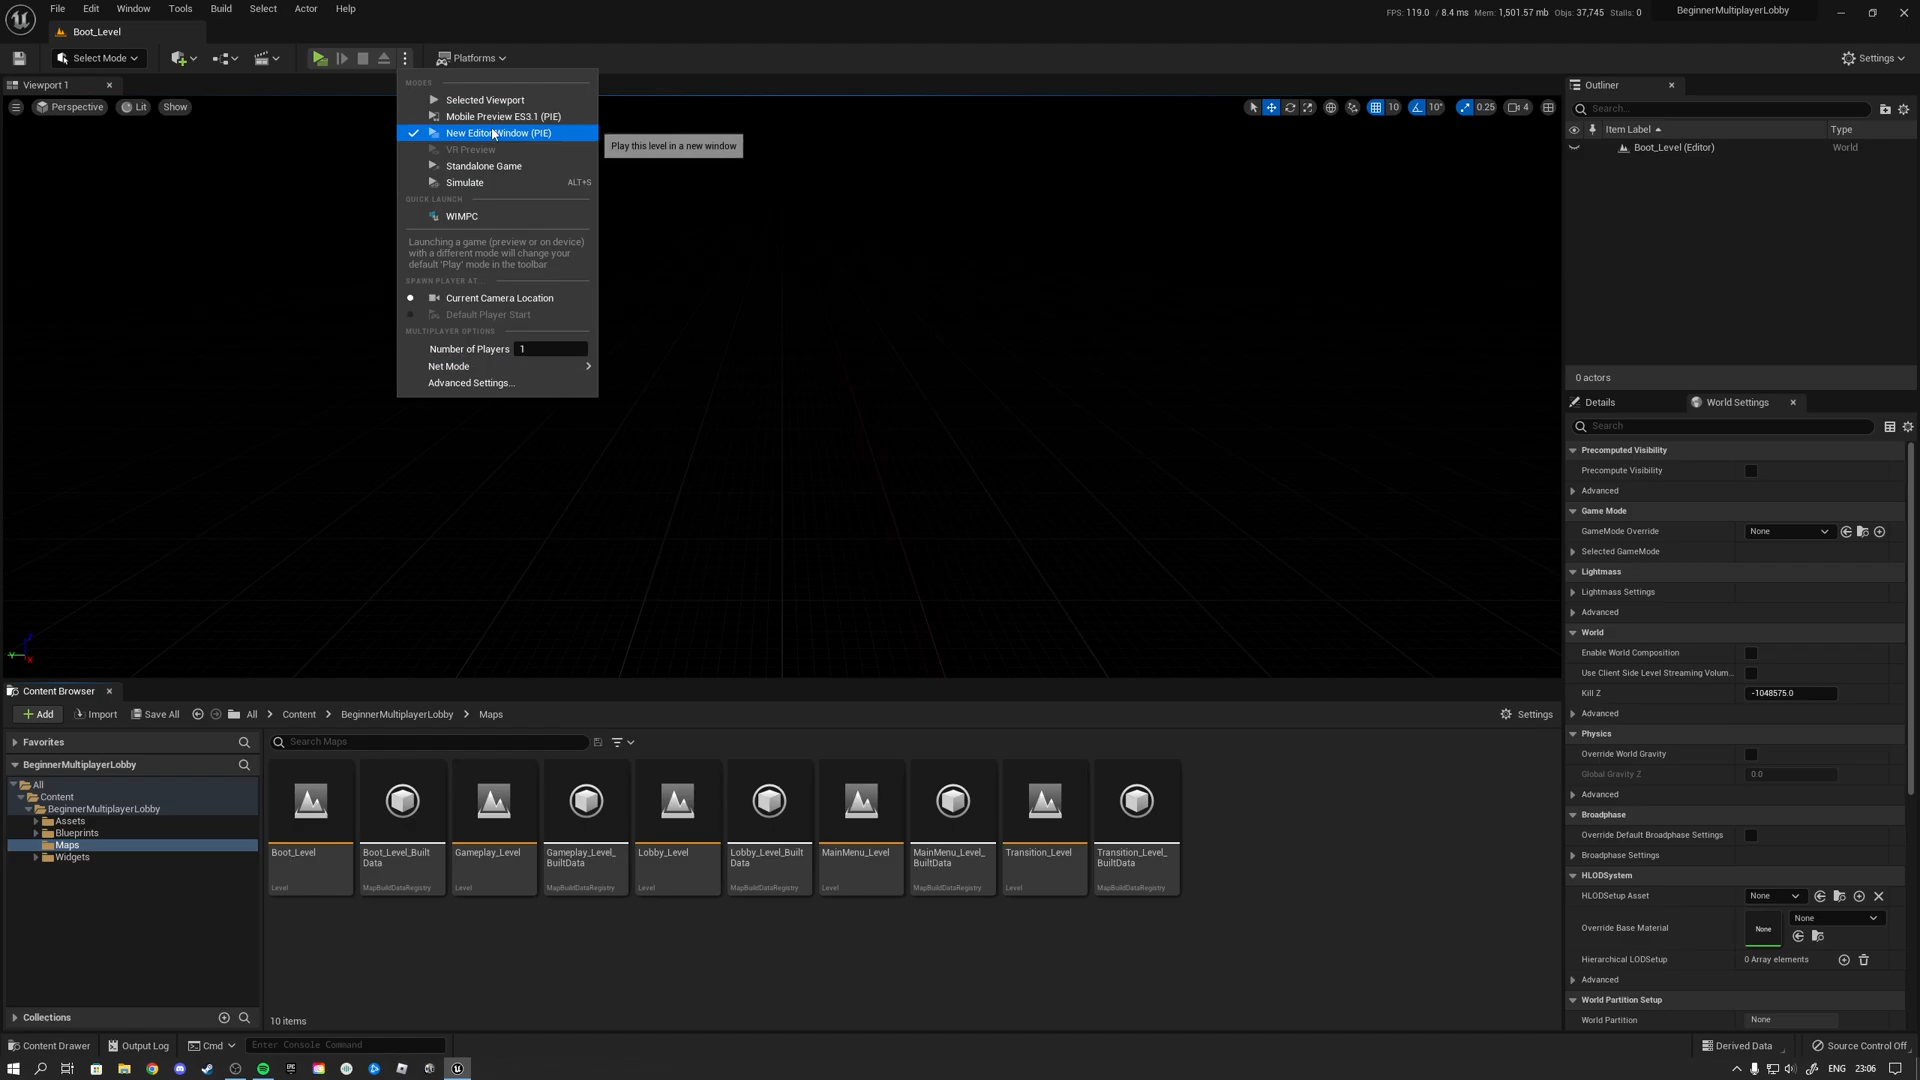 File Edit Window Tools Build Select Actor Help
FPS: 119.0 / 8.4 ms Mem: 1,501.57 mb Objs: 37,745 Stalls: 0
BeginnerMultiplayerLobby
Boot_Level
Select Mode
Platforms
Settings
Viewport 1
Perspective
Lit
Show
10
10°
0.25
4
MODES
Selected Viewport
Mobile Preview ES3.1 (PIE)
New Editor Window (PIE)
VR Preview
Standalone Game
Simulate ALT+S
QUICK LAUNCH
WIMPC
Launching a game (preview or on device)
with a different mode will change your
default 'Play' mode in the toolbar
SPAWN PLAYER AT...
Current Camera Location
Default Player Start
MULTIPLAYER OPTIONS
Number of Players 1
Net Mode
Advanced Settings...
Play this level in a new window
Outliner
Search...
Item Label Type
Boot_Level (Editor) World
0 actors
Details
World Settings
Search
Precomputed Visibility
Precompute Visibility
Advanced
Game Mode
GameMode Override None
Selected GameMode
Lightmass
Lightmass Settings
Advanced
World
Enable World Composition
Use Client Side Level Streaming Volum...
Kill Z -1048575.0
Advanced
Physics
Override World Gravity
Global Gravity Z 0.0
Advanced
Broadphase
Override Default Broadphase Settings
Broadphase Settings
HLODSystem
HLODSetup Asset None
Override Base Material None None
Hierarchical LODSetup 0 Array elements
Advanced
World Partition Setup
World Partition None
Content Browser
Add
Import
Save All
All
Content
BeginnerMultiplayerLobby
Maps
Settings
Favorites
BeginnerMultiplayerLobby
All
Content
BeginnerMultiplayerLobby
Assets
Blueprints
Maps
Widgets
Collections
Search Maps
Boot_Level
Level
Boot_Level_Built
Data
MapBuildDataRegistry
Gameplay_Level
Level
Gameplay_Level_
BuiltData
MapBuildDataRegistry
Lobby_Level
Level
Lobby_Level_Built
Data
MapBuildDataRegistry
MainMenu_Level
Level
MainMenu_Level_
BuiltData
MapBuildDataRegistry
Transition_Level
Level
Transition_Level_
BuiltData
MapBuildDataRegistry
10 items
Content Drawer
Output Log
Cmd
Enter Console Command
Derived Data
Source Control Off
ENG 23:06